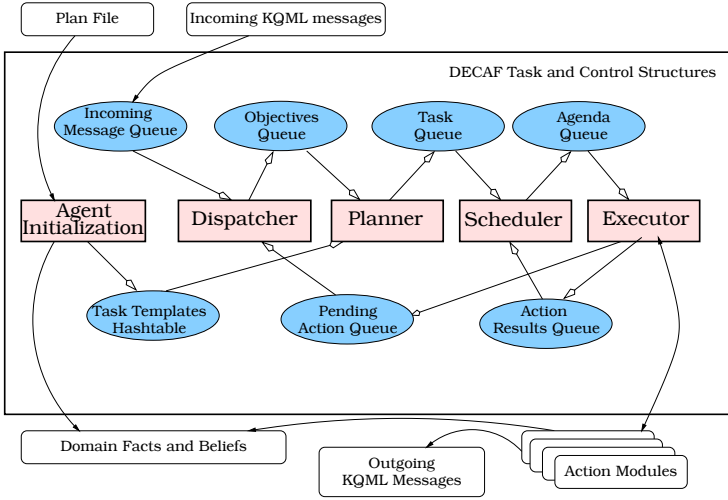 Plan File
Incoming KQML messages
DECAF Task and Control Structures
Incoming
Message Queue
Objectives
Queue
Task
Queue
Agenda
Queue
Agent
Initialization
Dispatcher
Planner
Scheduler
Executor
Task Templates
Hashtable
Pending
Action Queue
Action
Results Queue
Domain Facts and Beliefs
Outgoing
KQML Messages
Action Modules